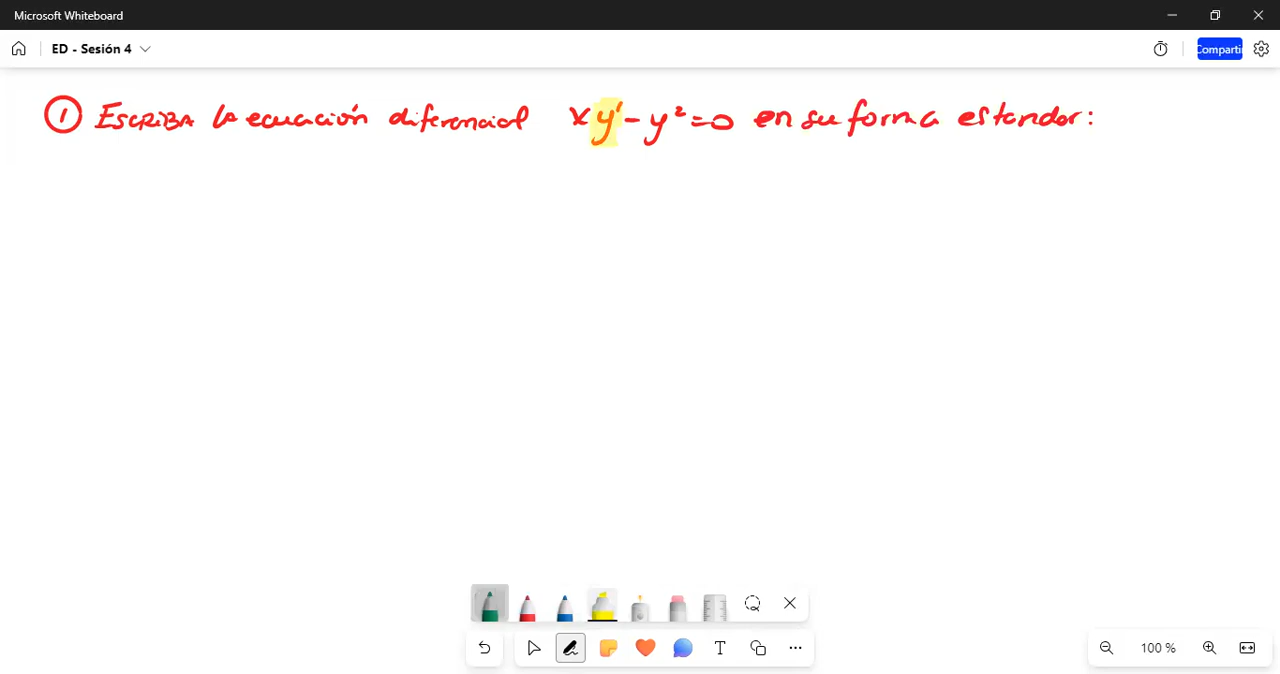 Microsoft Whiteboard
ED - Sesión 4
Comparti
① Escriba la ecuación diferencial xy' - y² = 0 en su forma estandar:
T
100 %